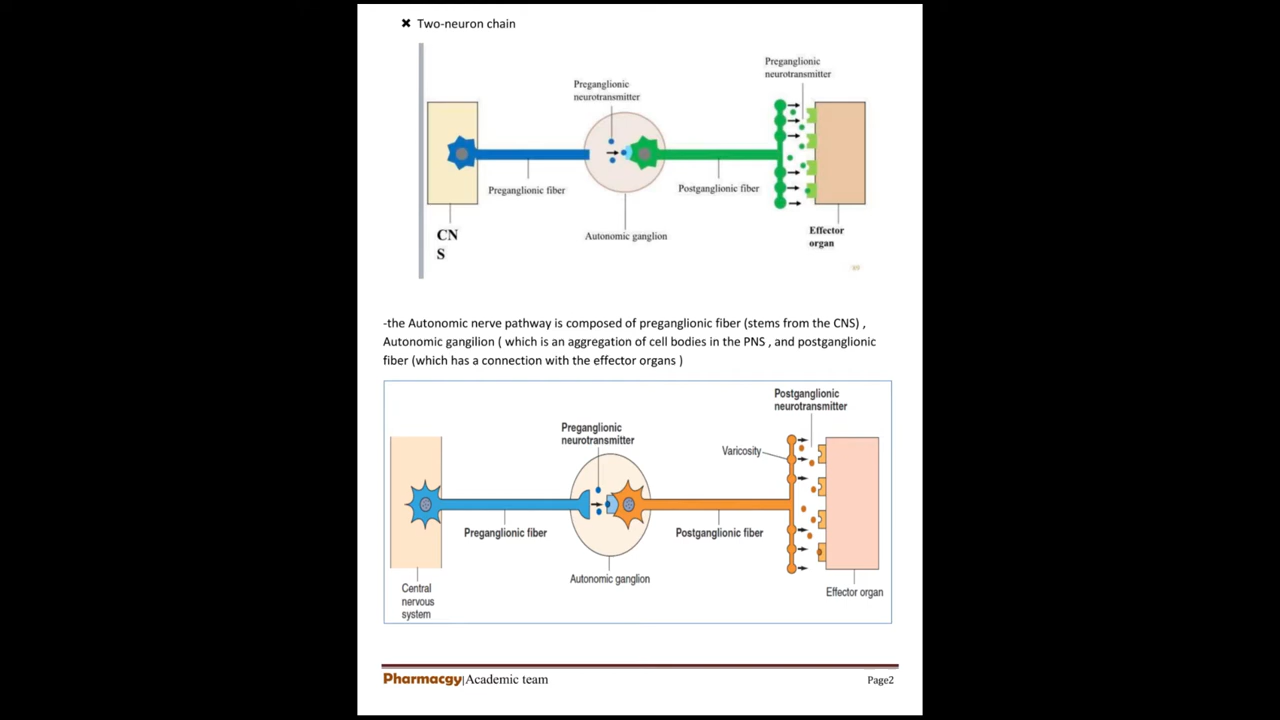 ✖ Two-neuron chain
Preganglionic
neurotransmitter
Preganglionic
neurotransmitter
Preganglionic fiber
Postganglionic fiber
Autonomic ganglion
CN
S
Effector
organ
-the Autonomic nerve pathway is composed of preganglionic fiber (stems from the CNS) ,
Autonomic gangilion ( which is an aggregation of cell bodies in the PNS , and postganglionic
fiber (which has a connection with the effector organs )
Postganglionic
neurotransmitter
Preganglionic
neurotransmitter
Varicosity
Preganglionic fiber
Postganglionic fiber
Autonomic ganglion
Central
nervous
system
Effector organ
Pharmacgy|Academic team
Page2